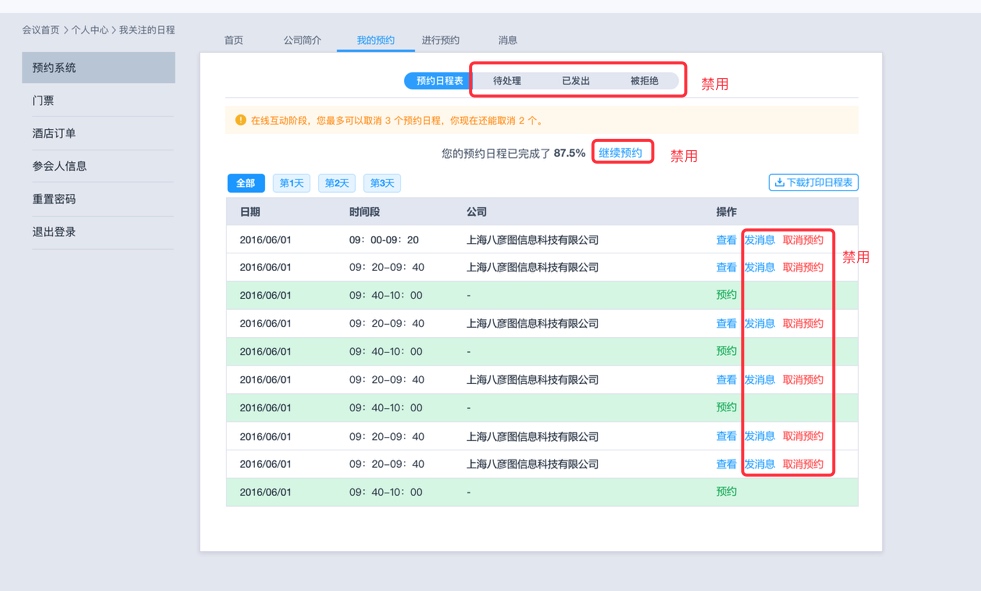 会议首页 > 个人中心 > 我关注的日程
预约系统
门票
酒店订单
参会人信息
重置密码
退出登录
首页 公司简介 我的预约 进行预约 消息
预约日程表 待处理 已发出 被拒绝 禁用
在线互动阶段，您最多可以取消 3 个预约日程，你现在还能取消 2 个。
您的预约日程已完成了 87.5% 继续预约 禁用
全部 第1天 第2天 第3天 下载打印日程表
日期 时间段 公司 操作
2016/06/01 09：00-09：20 上海八彦图信息科技有限公司 查看 发消息 取消预约
禁用
2016/06/01 09：20-09：40 上海八彦图信息科技有限公司 查看 发消息 取消预约
2016/06/01 09：40-10：00 - 预约
2016/06/01 09：20-09：40 上海八彦图信息科技有限公司 查看 发消息 取消预约
2016/06/01 09：40-10：00 - 预约
2016/06/01 09：20-09：40 上海八彦图信息科技有限公司 查看 发消息 取消预约
2016/06/01 09：40-10：00 - 预约
2016/06/01 09：20-09：40 上海八彦图信息科技有限公司 查看 发消息 取消预约
2016/06/01 09：20-09：40 上海八彦图信息科技有限公司 查看 发消息 取消预约
2016/06/01 09：40-10：00 - 预约